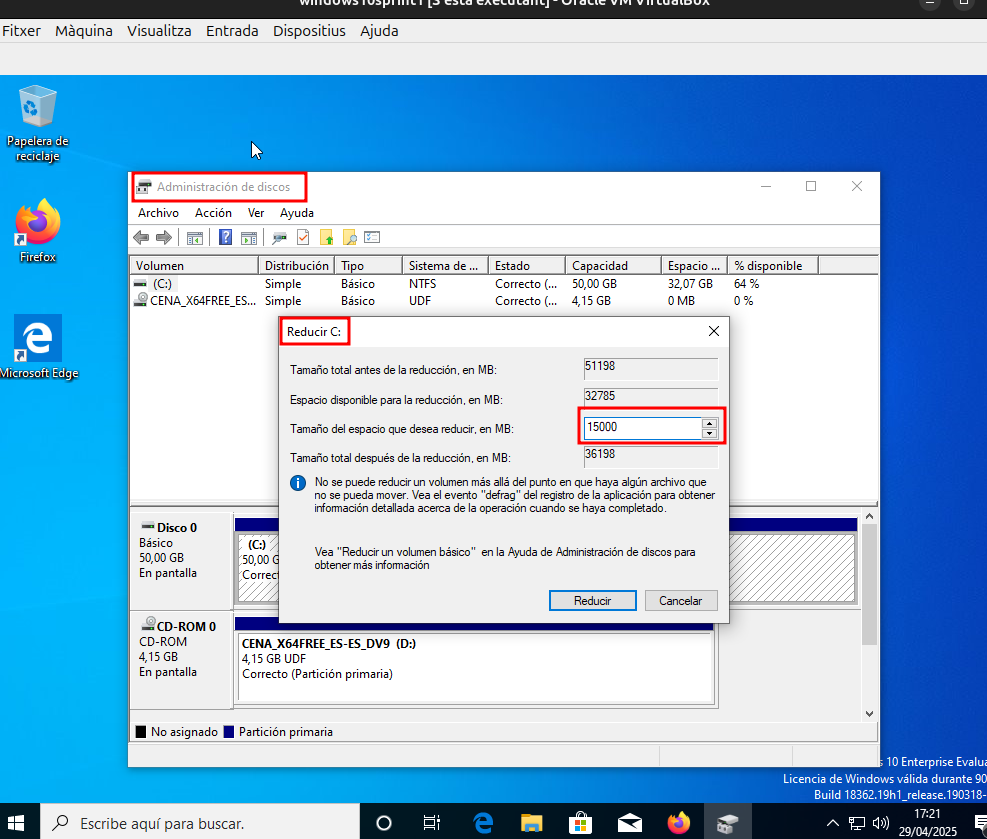 windows10sprint1 [S'està executant] - Oracle VM VirtualBox
Fitxer Màquina Visualitza Entrada Dispositius Ajuda
Papelera de
reciclaje
Firefox
Microsoft Edge
Administración de discos
Archivo Acción Ver Ayuda
Volumen Distribución Tipo Sistema de ... Estado Capacidad Espacio ... % disponible
(C:) Simple Básico NTFS Correcto (... 50,00 GB 32,07 GB 64 %
CENA_X64FREE_ES... Simple Básico UDF Correcto (... 4,15 GB 0 MB 0 %
Reducir C:
Tamaño total antes de la reducción, en MB: 51198
Espacio disponible para la reducción, en MB: 32785
Tamaño del espacio que desea reducir, en MB: 15000
Tamaño total después de la reducción, en MB: 36198
No se puede reducir un volumen más allá del punto en que haya algún archivo que
no se pueda mover. Vea el evento "defrag" del registro de la aplicación para obtener
información detallada acerca de la operación cuando se haya completado.
Vea "Reducir un volumen básico" en la Ayuda de Administración de discos para
obtener más información
Reducir Cancelar
Disco 0
Básico
50,00 GB
En pantalla
(C:)
50,00 G
Correct
CD-ROM 0
CD-ROM
4,15 GB
En pantalla
CENA_X64FREE_ES-ES_DV9 (D:)
4,15 GB UDF
Correcto (Partición primaria)
No asignado Partición primaria
s 10 Enterprise Evalua
Licencia de Windows válida durante 90
Build 18362.19h1_release.190318-
Escribe aquí para buscar.
17:21
29/04/2025